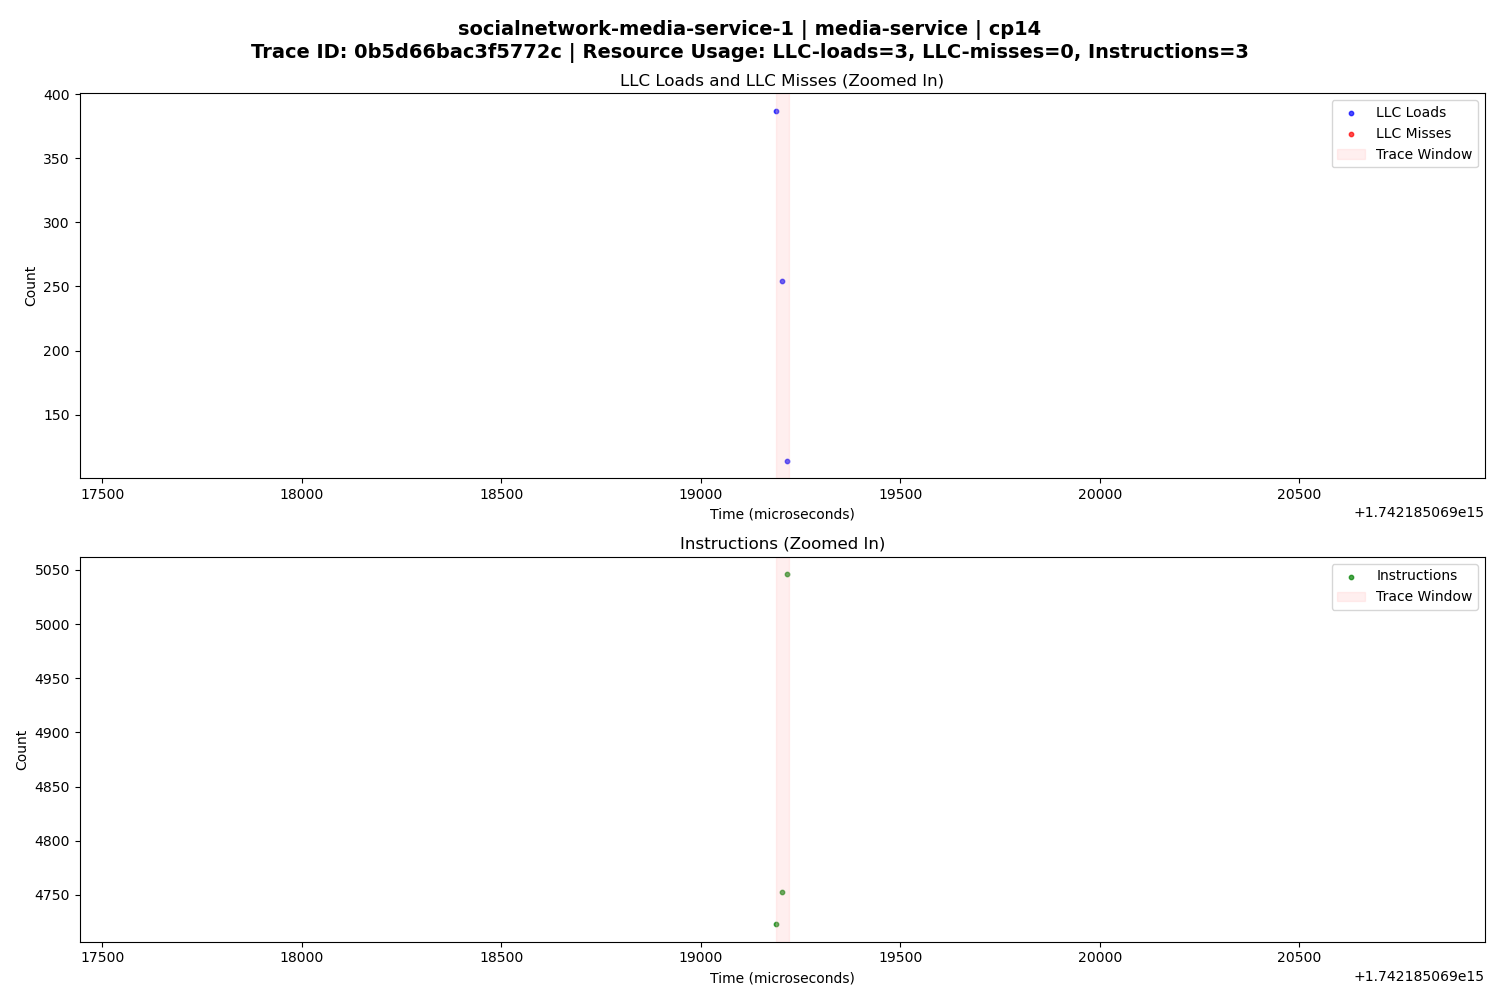 socialnetwork-media-service-1 | media-service | cp14
Trace ID: 0b5d66bac3f5772c | Resource Usage: LLC-loads=3, LLC-misses=0, Instructions=3
LLC Loads and LLC Misses (Zoomed In)
400
350
300
250
200
150
Count
LLC Loads
LLC Misses
Trace Window
17500 18000 18500 19000 19500 20000 20500
Time (microseconds)
+1.742185069e15
Instructions (Zoomed In)
5050
5000
4950
4900
4850
4800
4750
Count
Instructions
Trace Window
17500 18000 18500 19000 19500 20000 20500
Time (microseconds)
+1.742185069e15